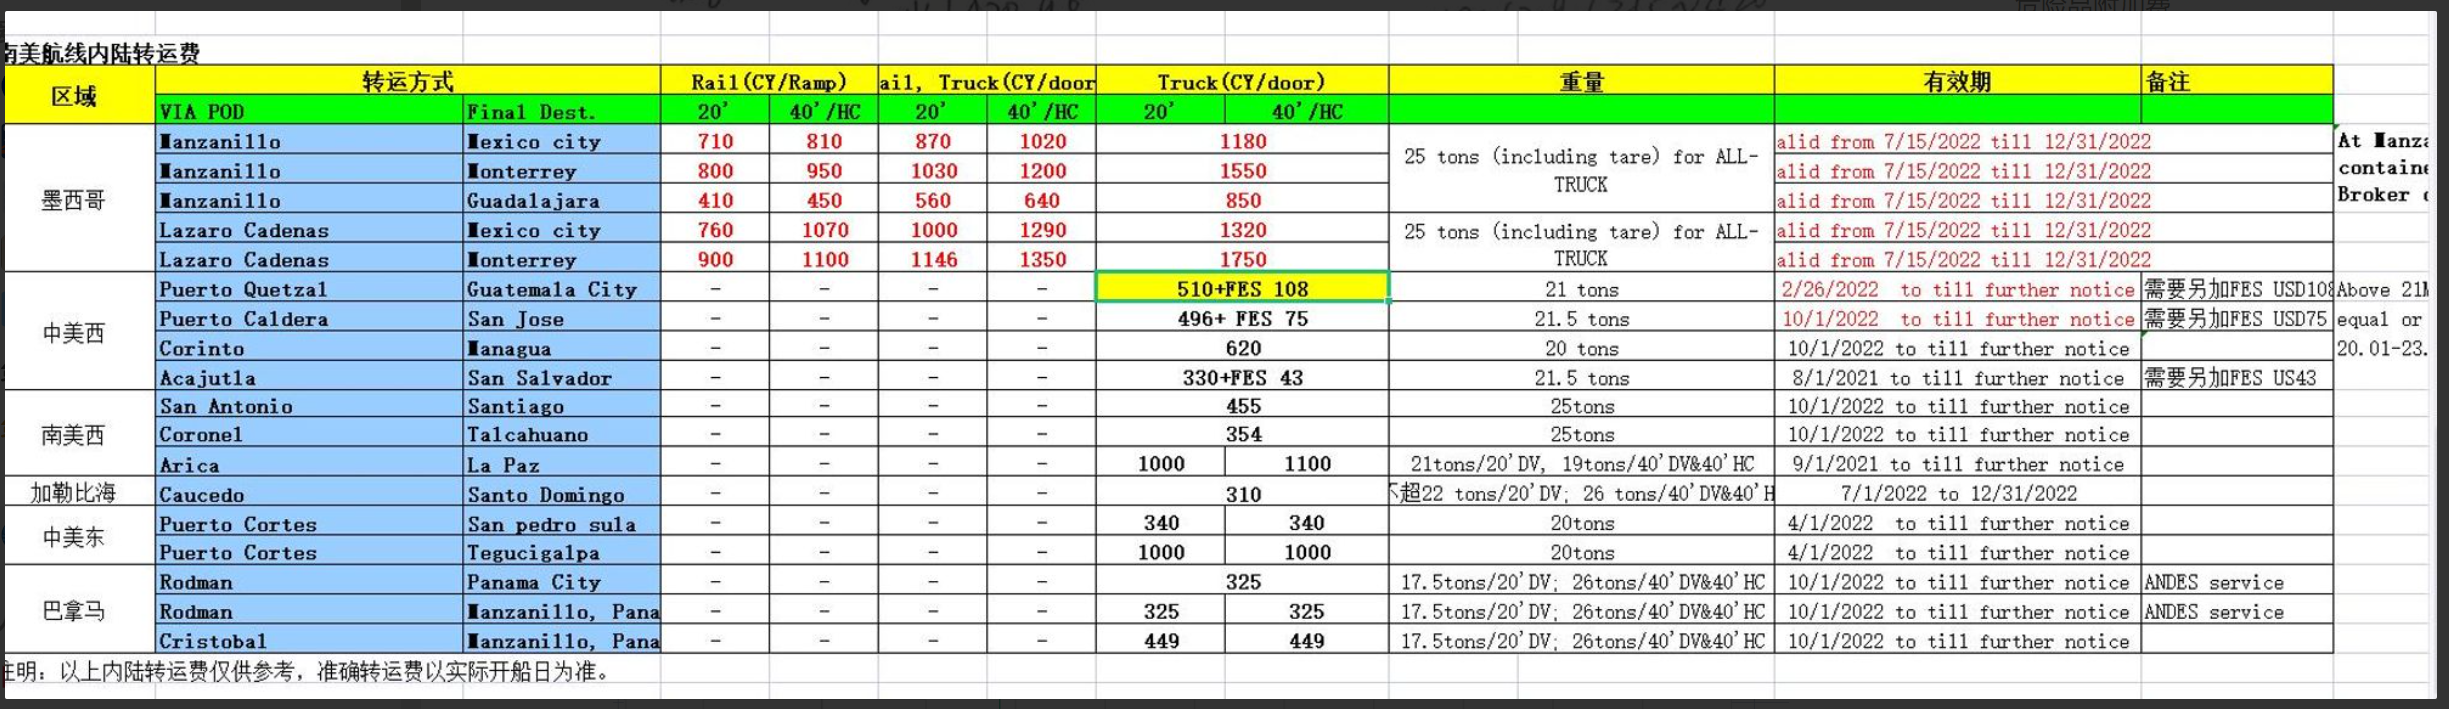 南美航线内陆转运费
区域 转运方式 Rail(CY/Ramp) ail, Truck(CY/door Truck(CY/door) 重量 有效期 备注
VIA POD Final Dest. 20' 40'/HC 20' 40'/HC 20' 40'/HC
墨西哥 Manzanillo Mexico city 710 810 870 1020 1180 25 tons (including tare) for ALL-TRUCK alid from 7/15/2022 till 12/31/2022 At Manz
Manzanillo Monterrey 800 950 1030 1200 1550 alid from 7/15/2022 till 12/31/2022 containe
Manzanillo Guadalajara 410 450 560 640 850 alid from 7/15/2022 till 12/31/2022 Broker
Lazaro Cadenas Mexico city 760 1070 1000 1290 1320 25 tons (including tare) for ALL-TRUCK alid from 7/15/2022 till 12/31/2022
Lazaro Cadenas Monterrey 900 1100 1146 1350 1750 alid from 7/15/2022 till 12/31/2022
中美西 Puerto Quetzal Guatemala City - - - - 510+FES 108 21 tons 2/26/2022 to till further notice 需要另加FES USD108 Above 21M
Puerto Caldera San Jose - - - - 496+ FES 75 21.5 tons 10/1/2022 to till further notice 需要另加FES USD75 equal or
Corinto Managua - - - - 620 20 tons 10/1/2022 to till further notice 20.01-23.
Acajutla San Salvador - - - - 330+FES 43 21.5 tons 8/1/2021 to till further notice 需要另加FES US43
南美西 San Antonio Santiago - - - - 455 25tons 10/1/2022 to till further notice
Coronel Talcahuano - - - - 354 25tons 10/1/2022 to till further notice
Arica La Paz - - - - 1000 1100 21tons/20'DV, 19tons/40'DV&40'HC 9/1/2021 to till further notice
加勒比海 Caucedo Santo Domingo - - - - 310 不超22 tons/20'DV; 26 tons/40'DV&40'H 7/1/2022 to 12/31/2022
中美东 Puerto Cortes San pedro sula - - - - 340 340 20tons 4/1/2022 to till further notice
Puerto Cortes Tegucigalpa - - - - 1000 1000 20tons 4/1/2022 to till further notice
巴拿马 Rodman Panama City - - - - 325 17.5tons/20'DV; 26tons/40'DV&40'HC 10/1/2022 to till further notice ANDES service
Rodman Manzanillo, Pana - - - - 325 325 17.5tons/20'DV; 26tons/40'DV&40'HC 10/1/2022 to till further notice ANDES service
Cristobal Manzanillo, Pana - - - - 449 449 17.5tons/20'DV; 26tons/40'DV&40'HC 10/1/2022 to till further notice
注明：以上内陆转运费仅供参考，准确转运费以实际开船日为准。